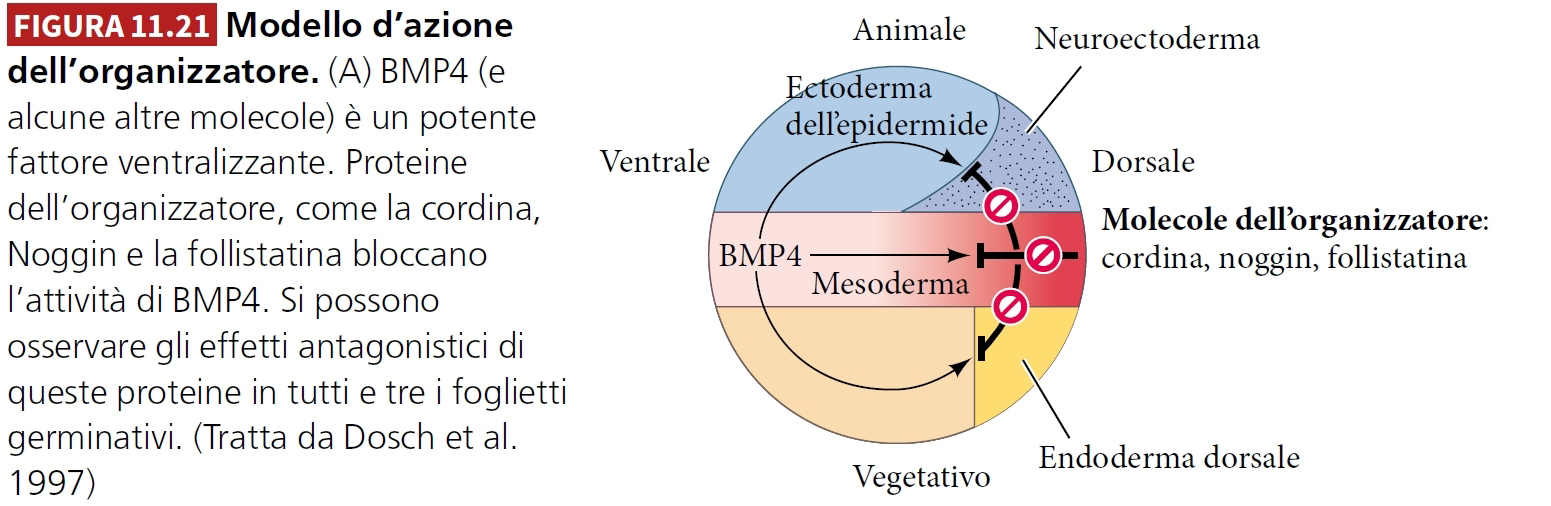 FIGURA 11.21 Modello d'azione
dell'organizzatore. (A) BMP4 (e
alcune altre molecole) è un potente
fattore ventralizzante. Proteine
dell'organizzatore, come la cordina,
Noggin e la follistatina bloccano
l'attività di BMP4. Si possono
osservare gli effetti antagonistici di
queste proteine in tutti e tre i foglietti
germinativi. (Tratta da Dosch et al.
1997)
Animale
Neuroectoderma
Ectoderma
dell'epidermide
Ventrale
Dorsale
Molecole dell'organizzatore:
cordina, noggin, follistatina
BMP4
Mesoderma
Endoderma dorsale
Vegetativo